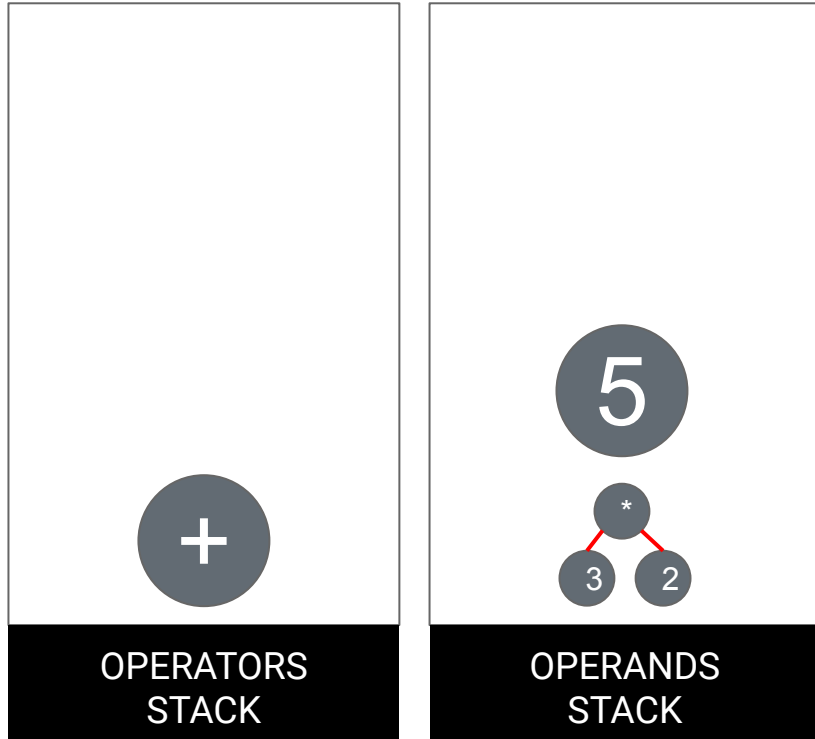 +
5
*
3 2
OPERATORS
STACK
OPERANDS
STACK